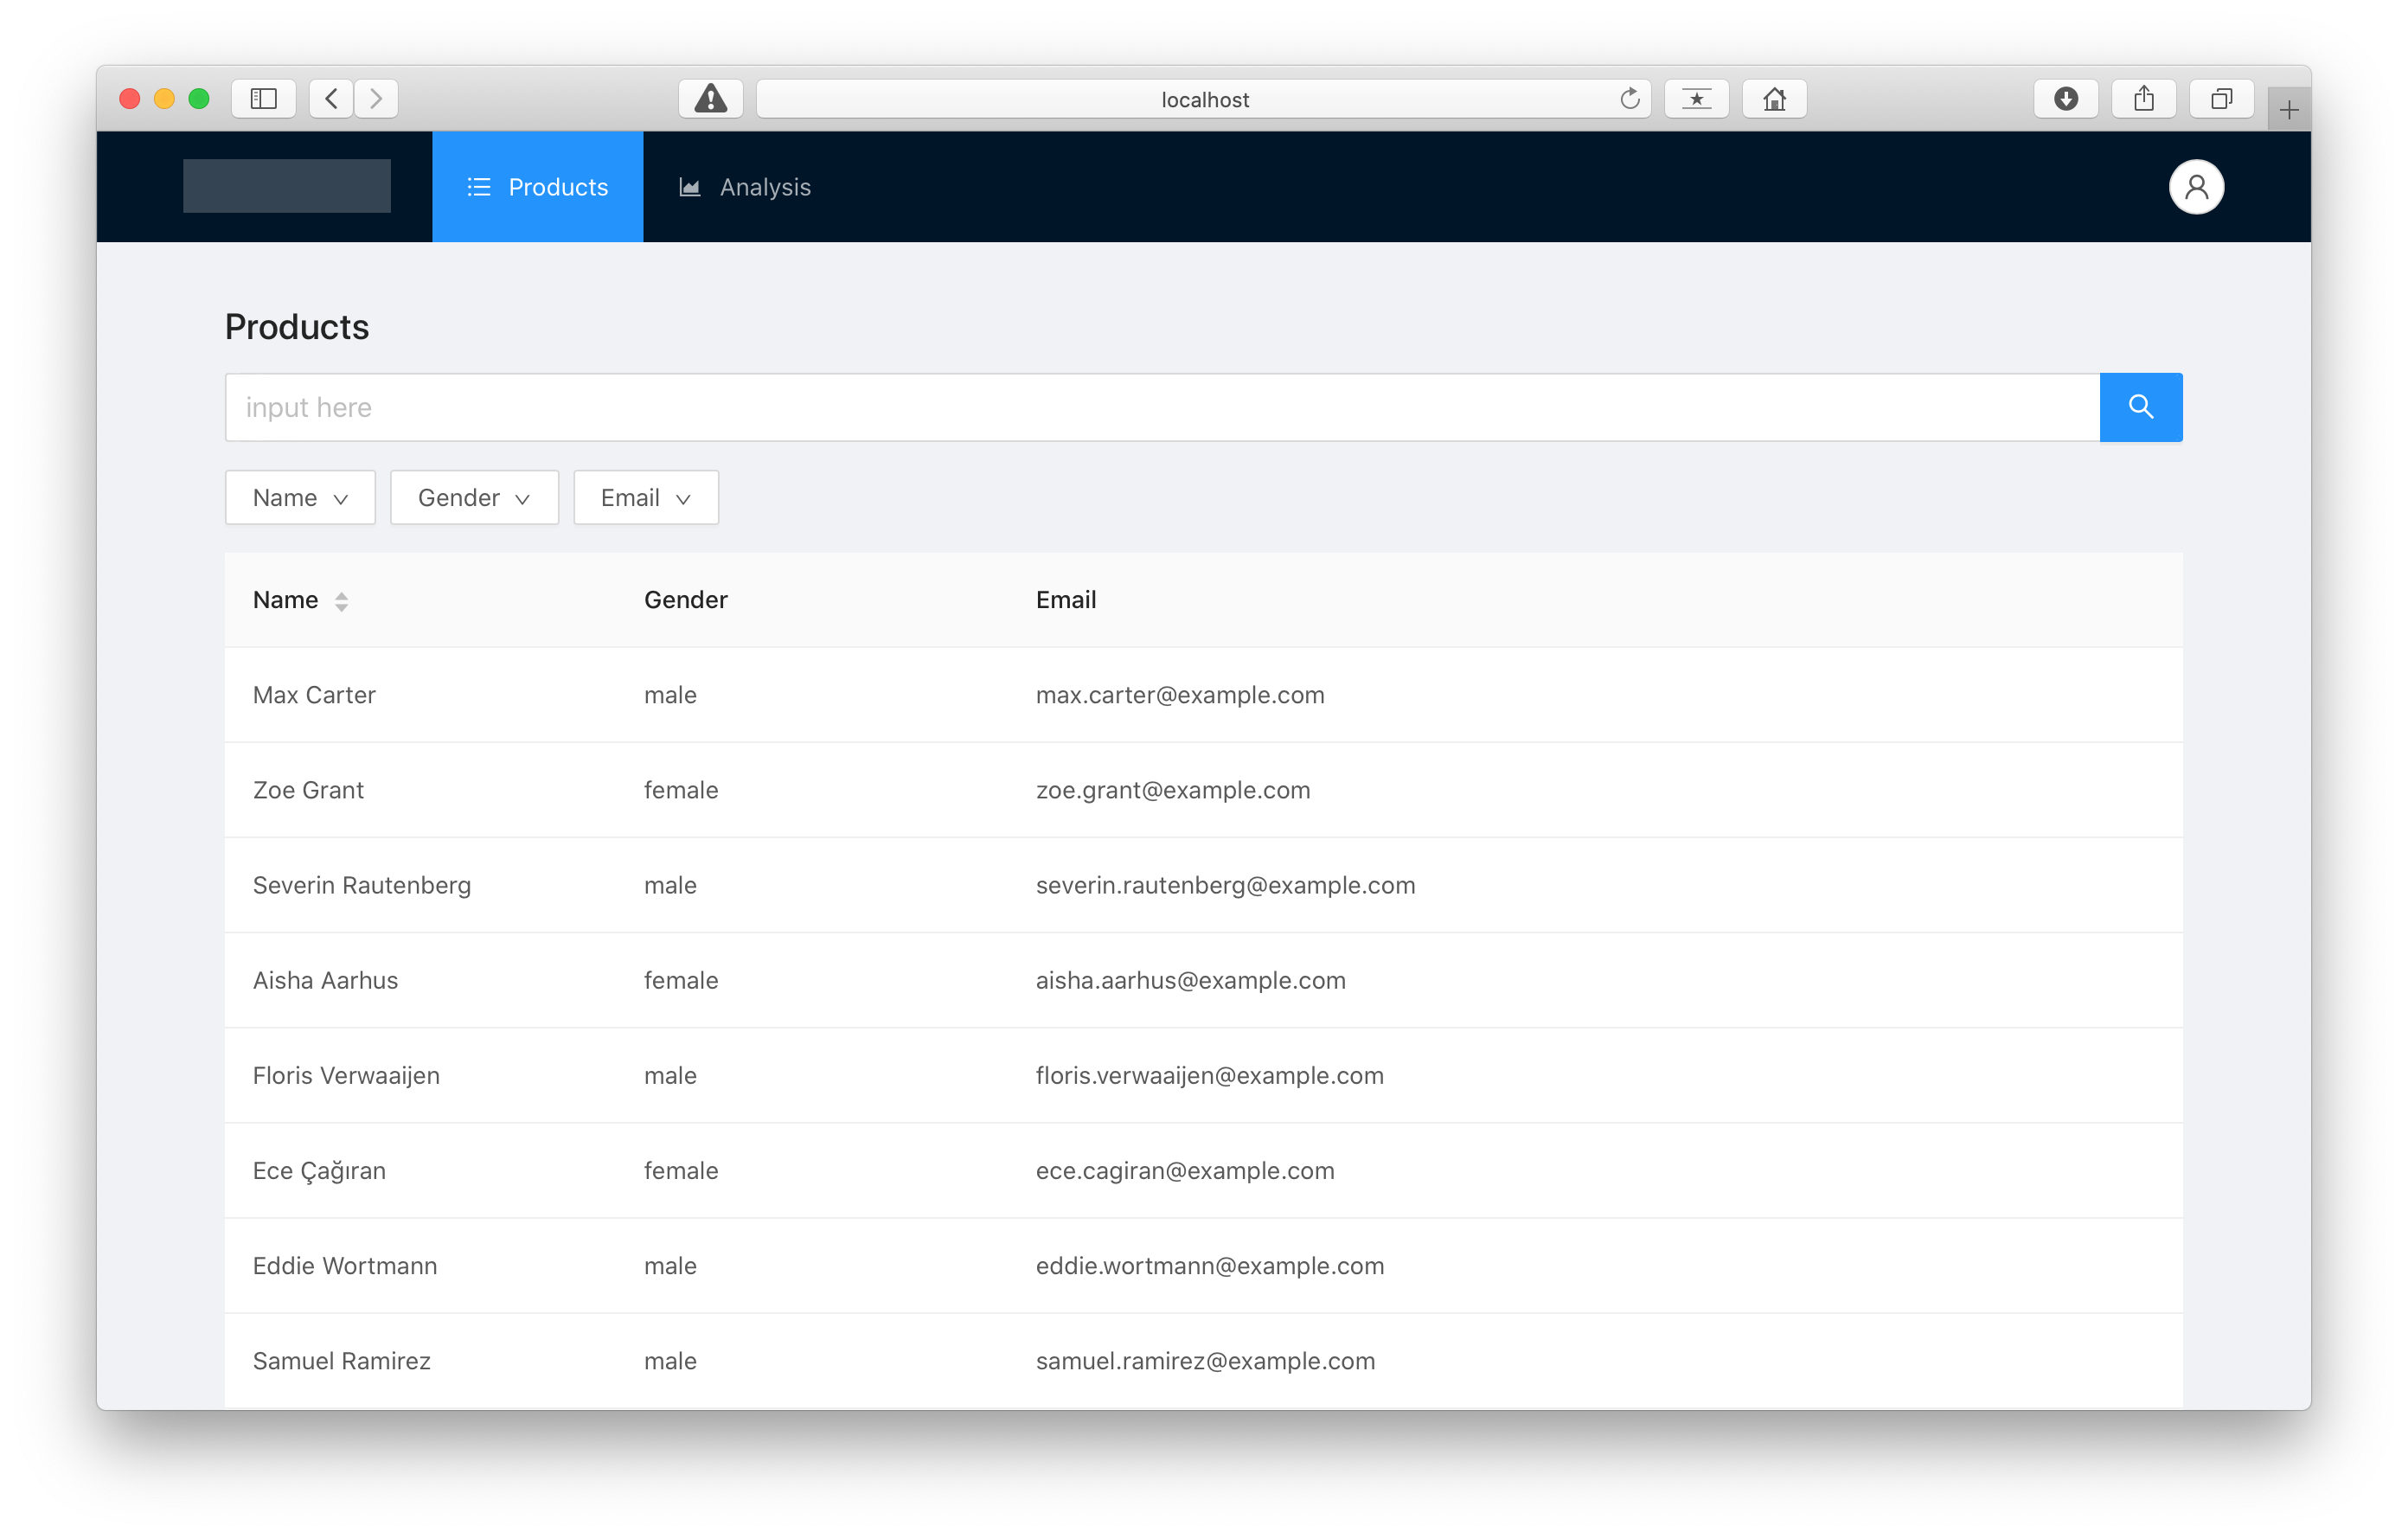 localhost
Products Analysis
Products
input here
Name Gender Email
Name Gender Email
Max Carter male max.carter@example.com
Zoe Grant female zoe.grant@example.com
Severin Rautenberg male severin.rautenberg@example.com
Aisha Aarhus female aisha.aarhus@example.com
Floris Verwaaijen male floris.verwaaijen@example.com
Ece Çağıran female ece.cagiran@example.com
Eddie Wortmann male eddie.wortmann@example.com
Samuel Ramirez male samuel.ramirez@example.com